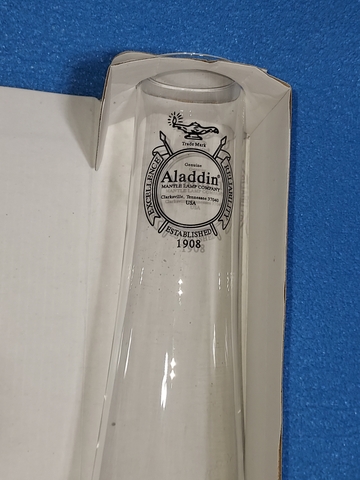 Trade Mark
Genuine
Aladdin®
MANTLE LAMP COMPANY
Clarksville, Tennessee 37040
USA
EXCELLENCE
RELIABILITY
ESTABLISHED
1908